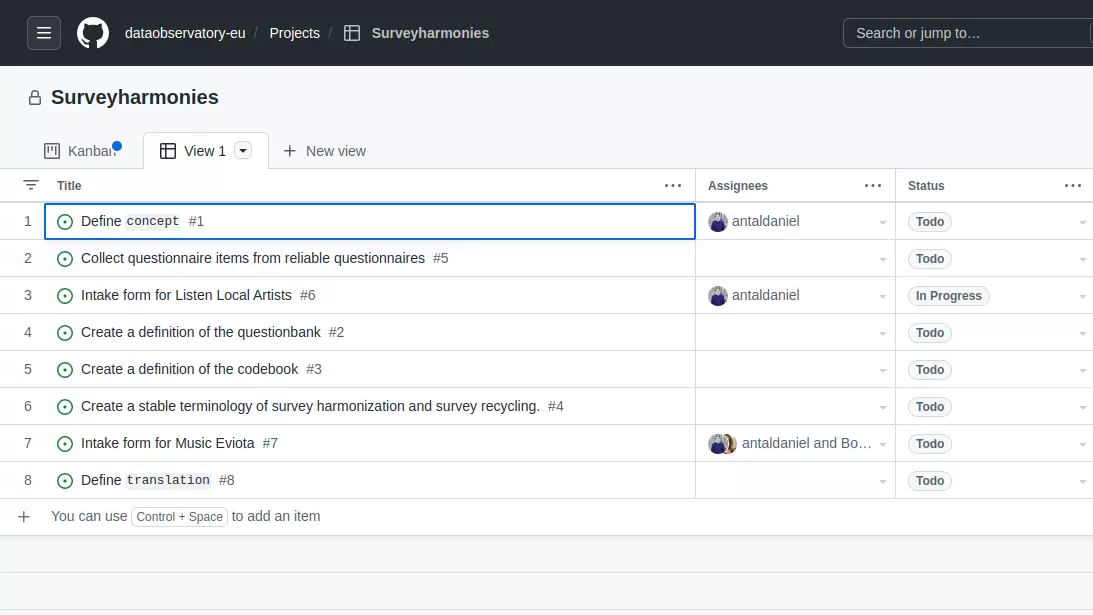 dataobservatory-eu / Projects / Surveyharmonies
Search or jump to…
Surveyharmonies
Kanban View 1 New view
Title Assignees Status
1 Define concept #1 antaldaniel Todo
2 Collect questionnaire items from reliable questionnaires #5 Todo
3 Intake form for Listen Local Artists #6 antaldaniel In Progress
4 Create a definition of the questionbank #2 Todo
5 Create a definition of the codebook #3 Todo
6 Create a stable terminology of survey harmonization and survey recycling. #4 Todo
7 Intake form for Music Eviota #7 antaldaniel and Bo… Todo
8 Define translation #8 Todo
You can use Control + Space to add an item